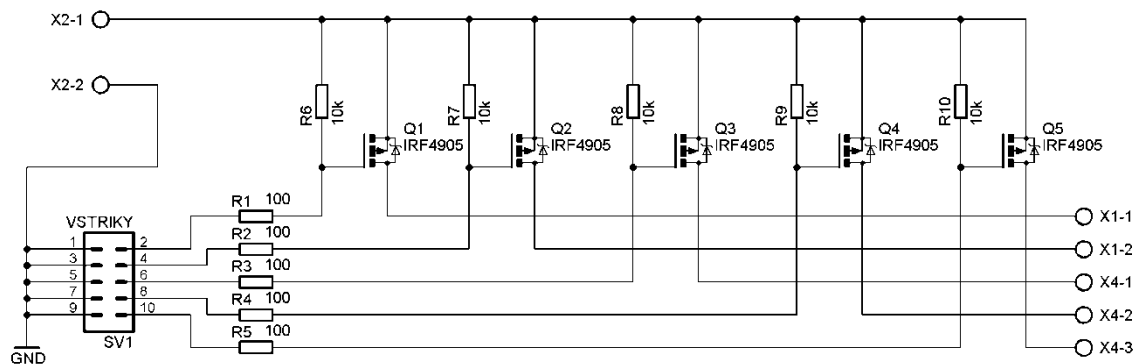 X2-1
X2-2
R6
10k
R7
10k
R8
10k
R9
10k
R10
10k
Q1
IRF4905
Q2
IRF4905
Q3
IRF4905
Q4
IRF4905
Q5
IRF4905
R1 100
R2
100
R3
100
R4
100
R5 100
VSTRIKY
1 2
3 4
5 6
7 8
9 10
SV1
GND
X1-1
X1-2
X4-1
X4-2
X4-3